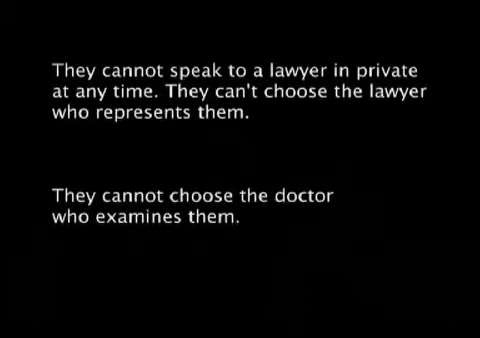 They cannot speak to a lawyer in private
at any time. They can't choose the lawyer
who represents them.
They cannot choose the doctor
who examines them.